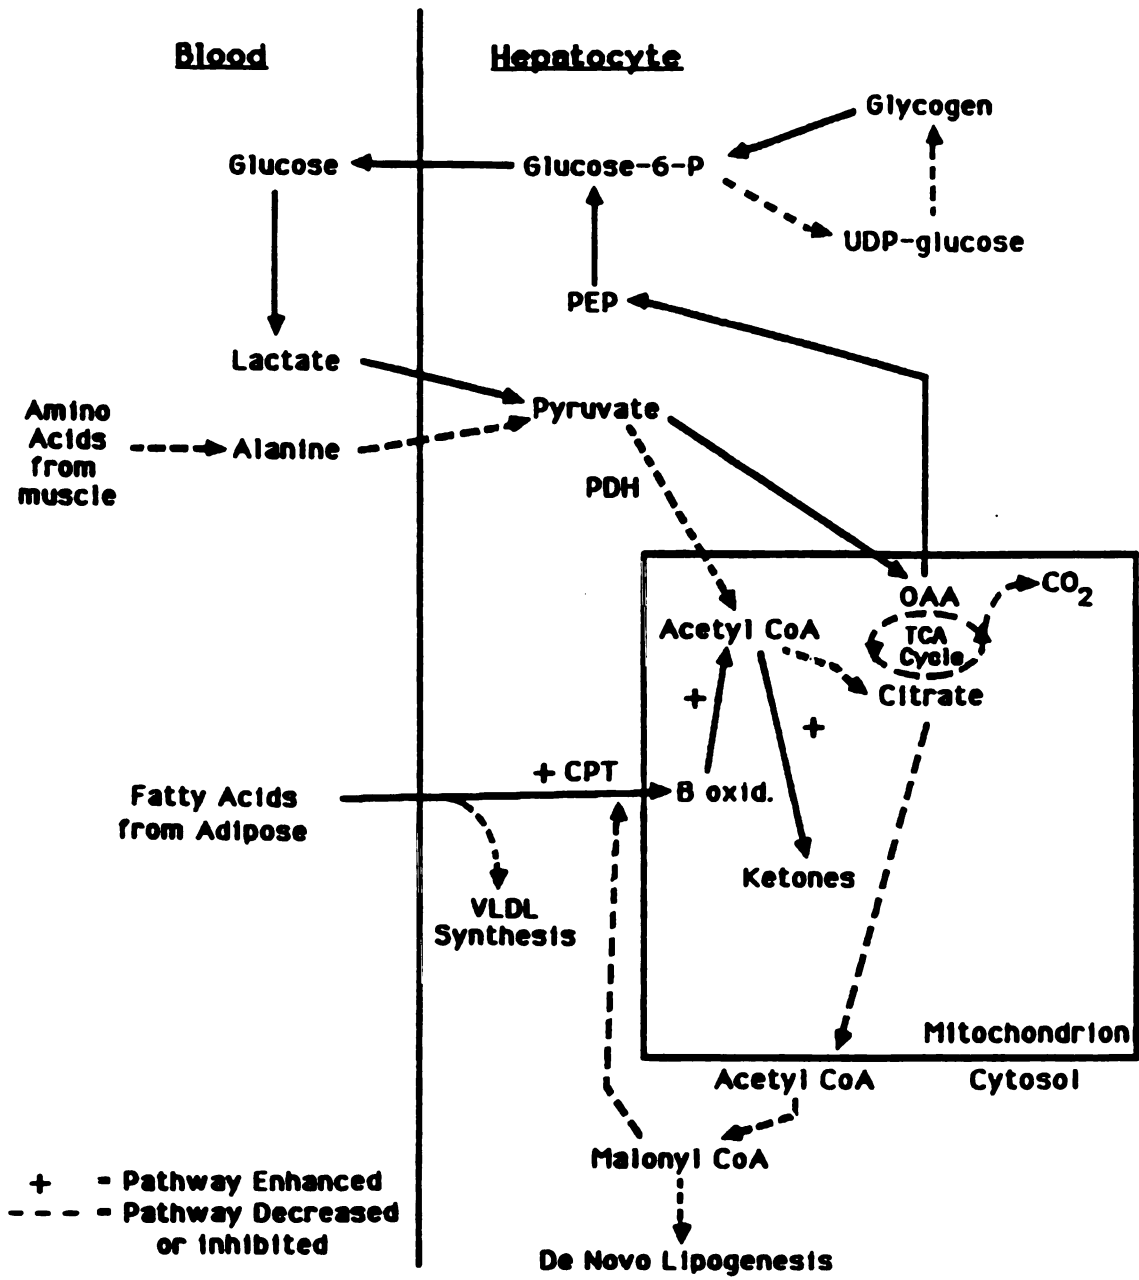 Blood
Hepatocyte
Glycogen
Glucose
Glucose-6-P
UDP-glucose
PEP
Lactate
Pyruvate
Amino
Acids
from
muscle
Alanine
PDH
OAA
CO2
TCA
Cycle
Acetyl CoA
Citrate
+
+
+ CPT
B oxid.
Fatty Acids
from Adipose
Ketones
VLDL
Synthesis
Mitochondrion
Acetyl CoA
Cytosol
Malonyl CoA
+ = Pathway Enhanced
--- = Pathway Decreased
or inhibited
De Novo Lipogenesis